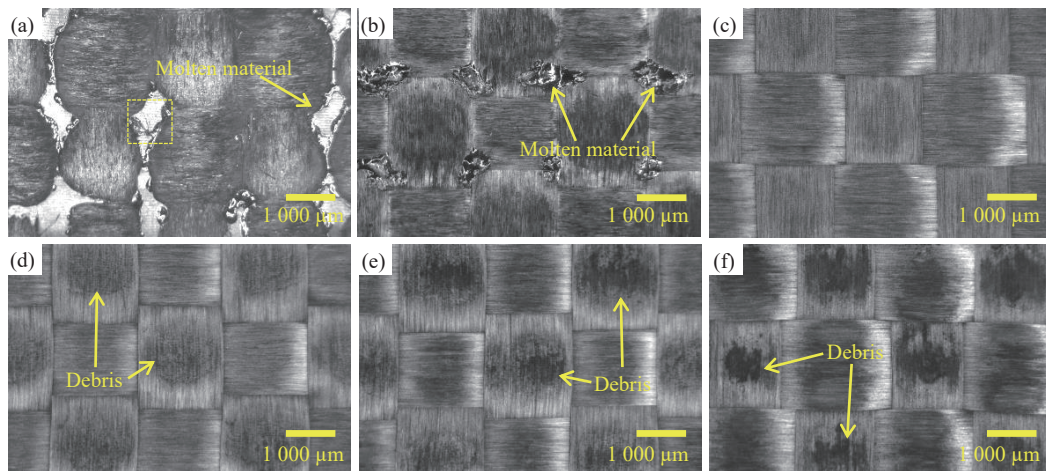 (a)
Molten material
1 000 µm
(b)
Molten material
1 000 µm
(c)
1 000 µm
(d)
Debris
1 000 µm
(e)
Debris
1 000 µm
(f)
Debris
1 000 µm